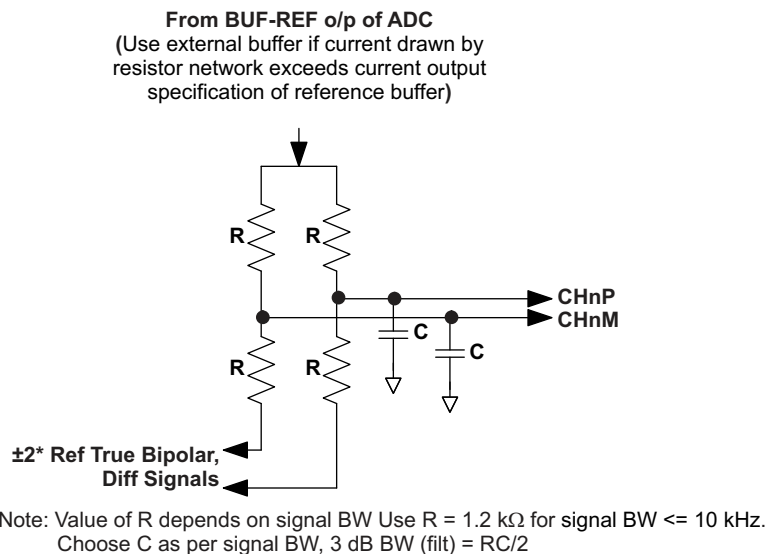 From BUF-REF o/p of ADC
(Use external buffer if current drawn by
resistor network exceeds current output
specification of reference buffer)
R
R
CHnP
CHnM
C
C
R
R
±2* Ref True Bipolar,
Diff Signals
Note: Value of R depends on signal BW Use R = 1.2 kΩ for signal BW <= 10 kHz.
Choose C as per signal BW, 3 dB BW (filt) = RC/2